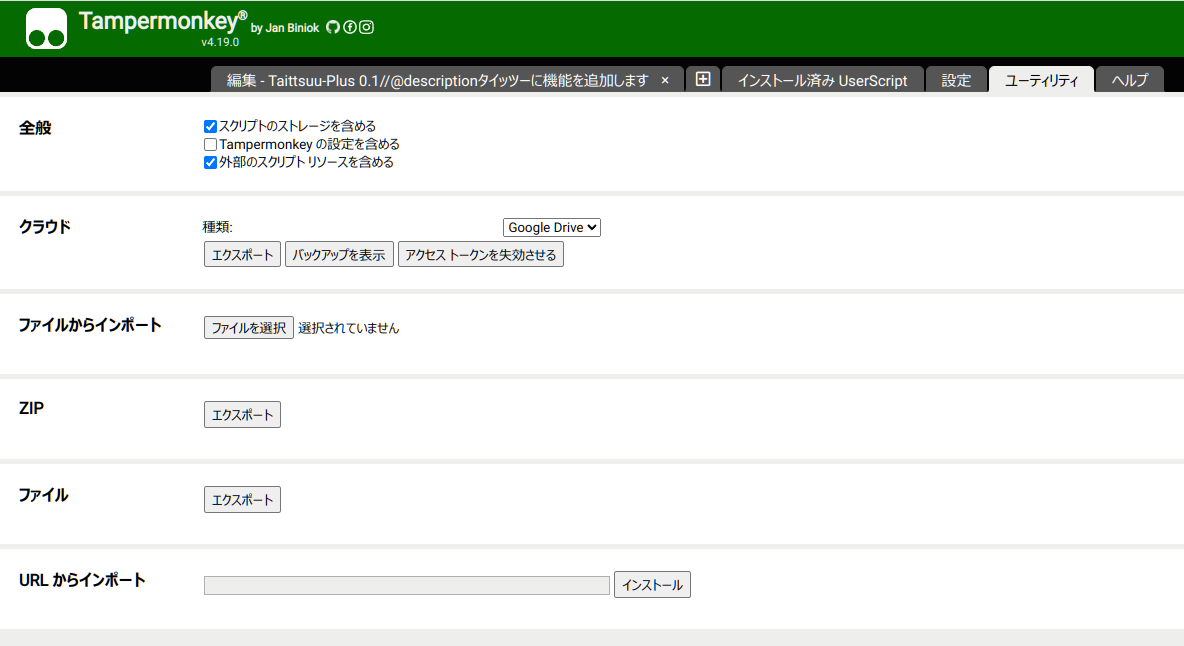 Tampermonkey® by Jan Biniok
v4.19.0
編集 - Taittsuu-Plus 0.1//@descriptionタイッツーに機能を追加します ×
インストール済み UserScript
設定
ユーティリティ
ヘルプ
全般
スクリプトのストレージを含める
Tampermonkey の設定を含める
外部のスクリプト リソースを含める
クラウド
種類:
Google Drive
エクスポート
バックアップを表示
アクセス トークンを失効させる
ファイルからインポート
ファイルを選択
選択されていません
ZIP
エクスポート
ファイル
エクスポート
URL からインポート
インストール